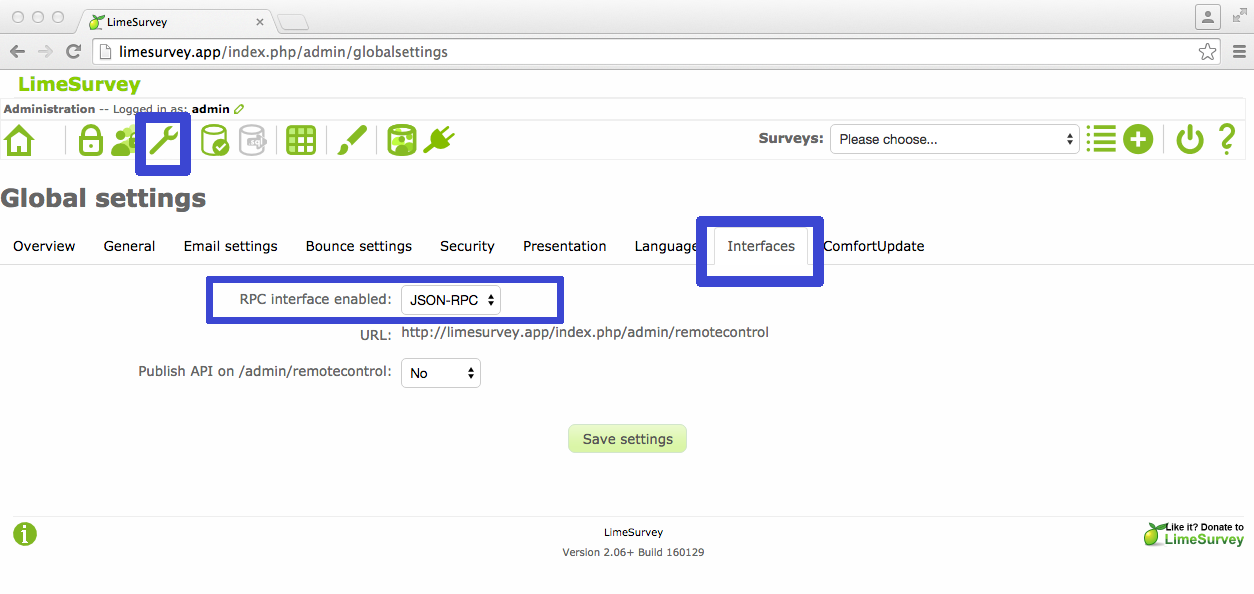 LimeSurvey
limesurvey.app/index.php/admin/globalsettings
LimeSurvey
Administration -- Logged in as: admin
Surveys: Please choose...
Global settings
Overview General Email settings Bounce settings Security Presentation Language Interfaces ComfortUpdate
RPC interface enabled: JSON-RPC
URL: http://limesurvey.app/index.php/admin/remotecontrol
Publish API on /admin/remotecontrol: No
Save settings
LimeSurvey
Version 2.06+ Build 160129
Like it? Donate to
LimeSurvey